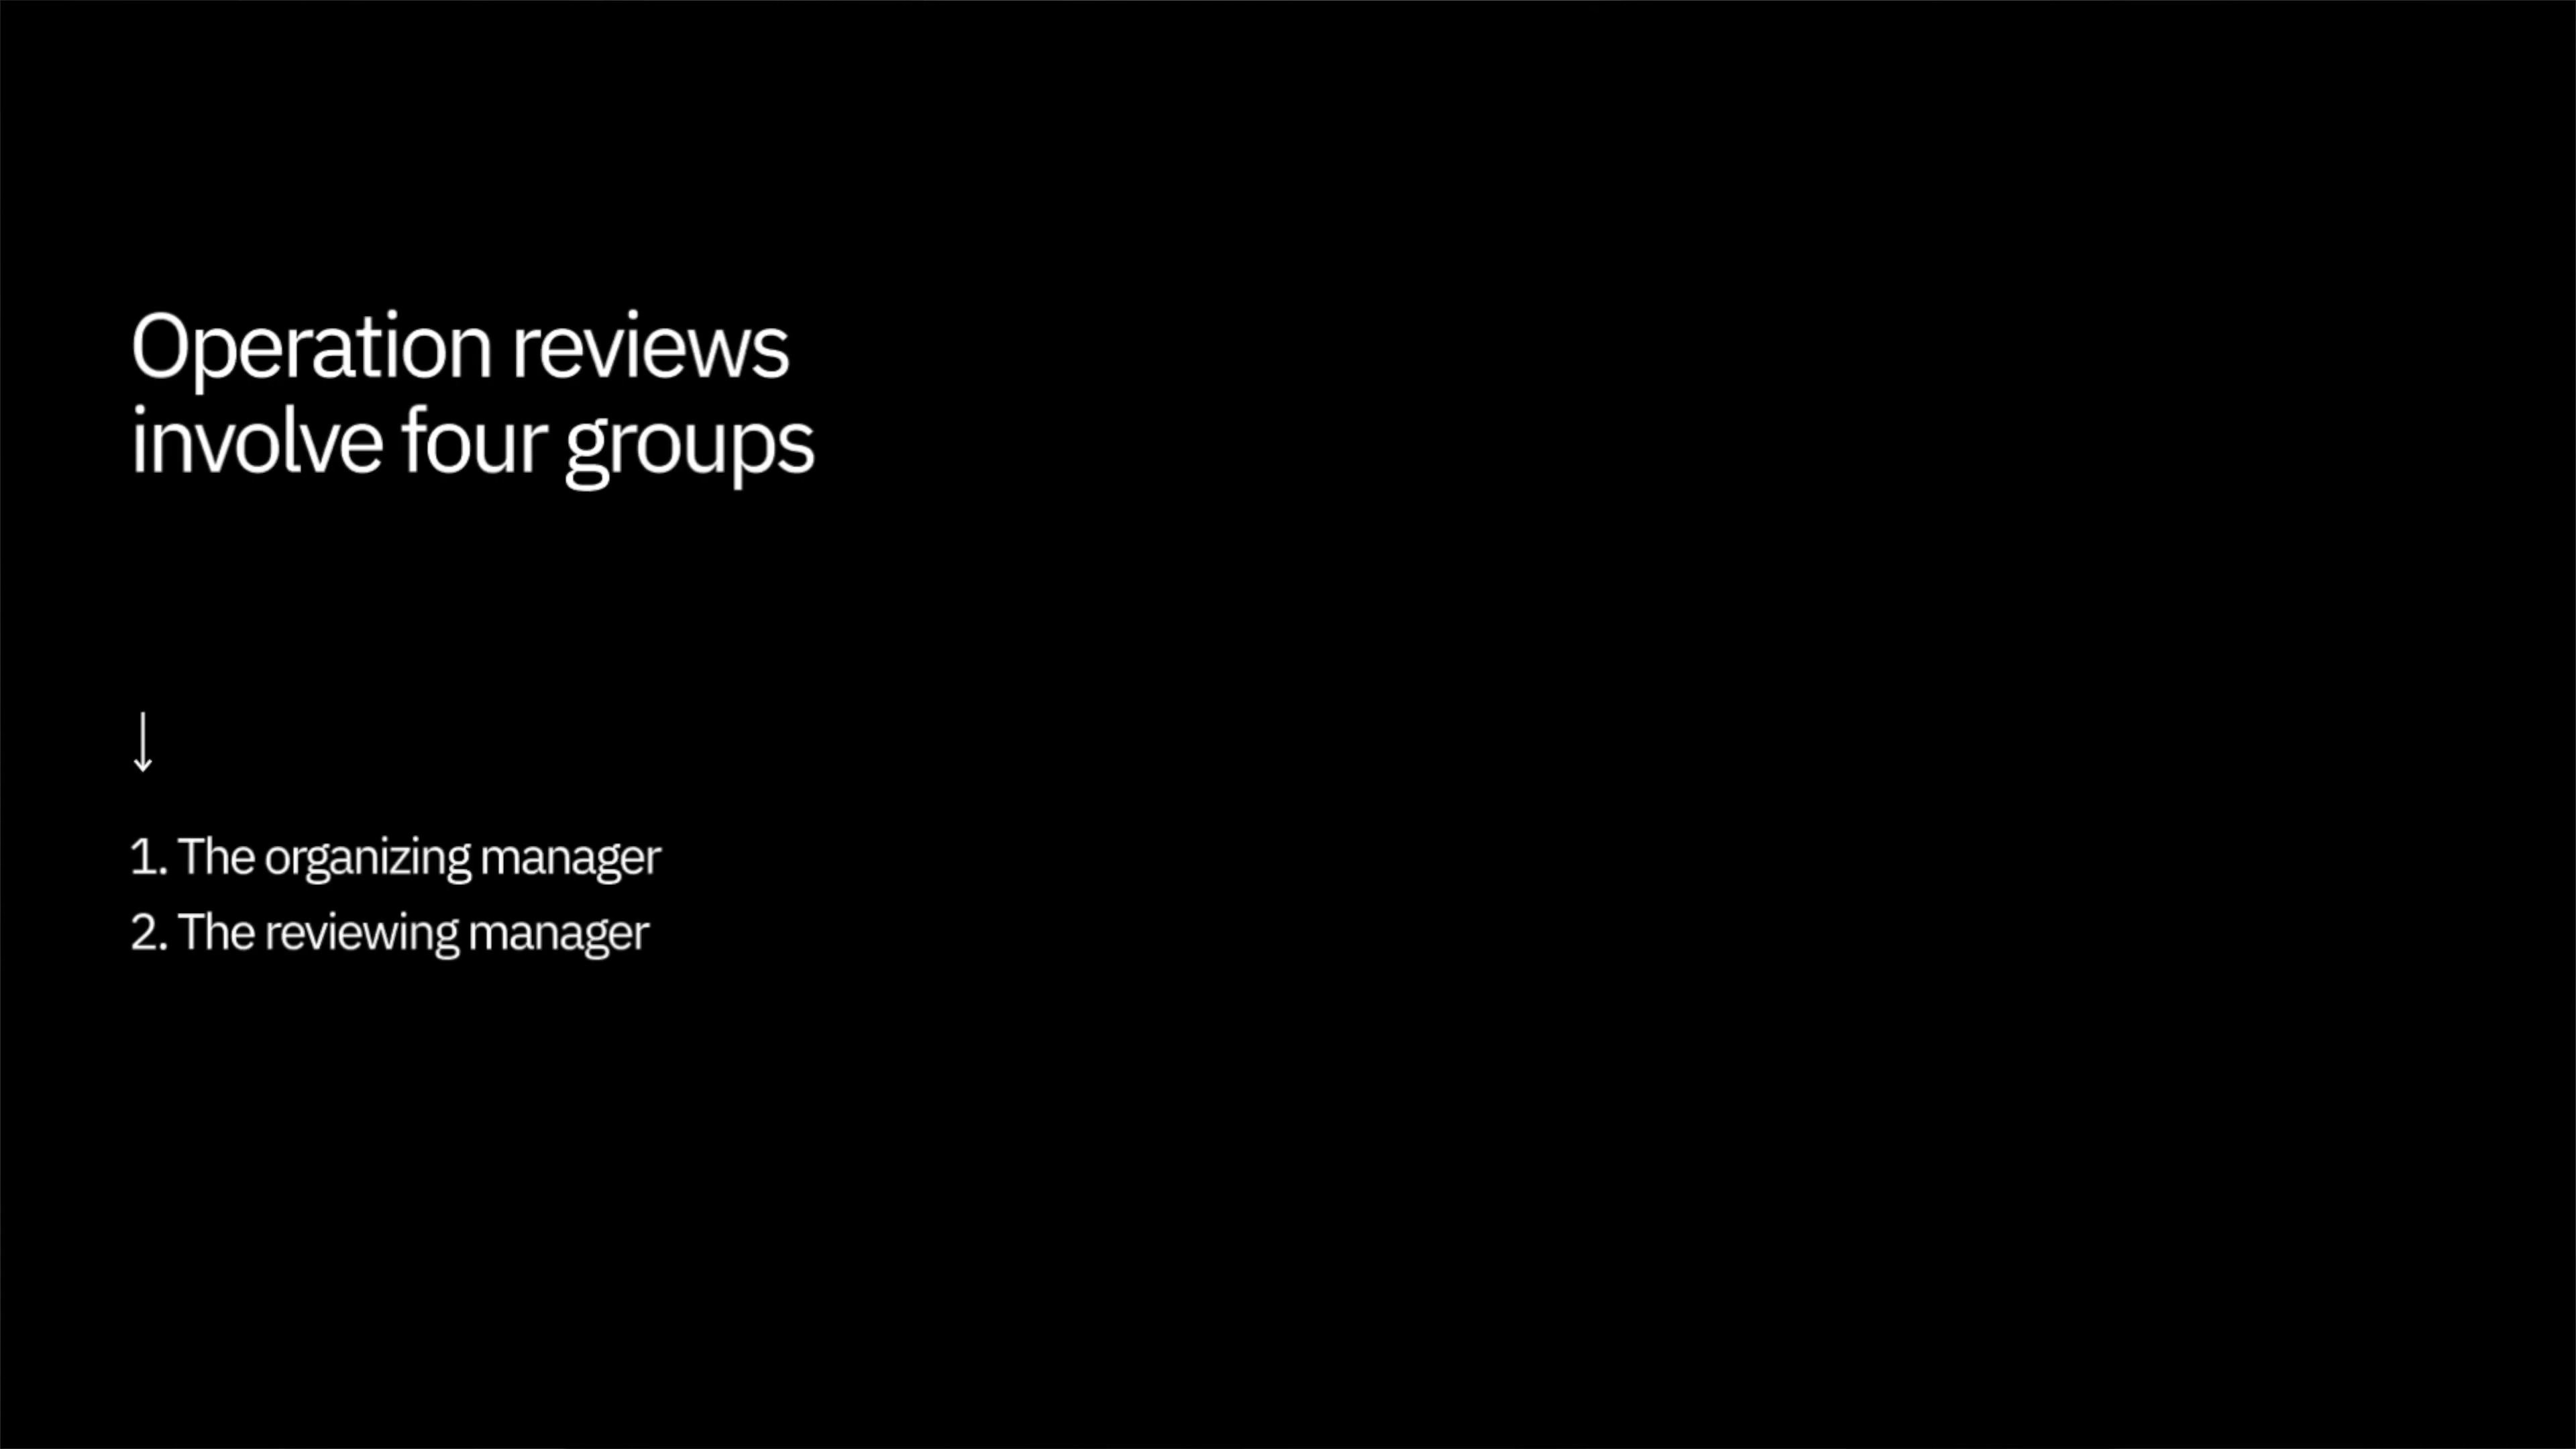 Operation reviews
involve four groups
↓
1. The organizing manager
2. The reviewing manager